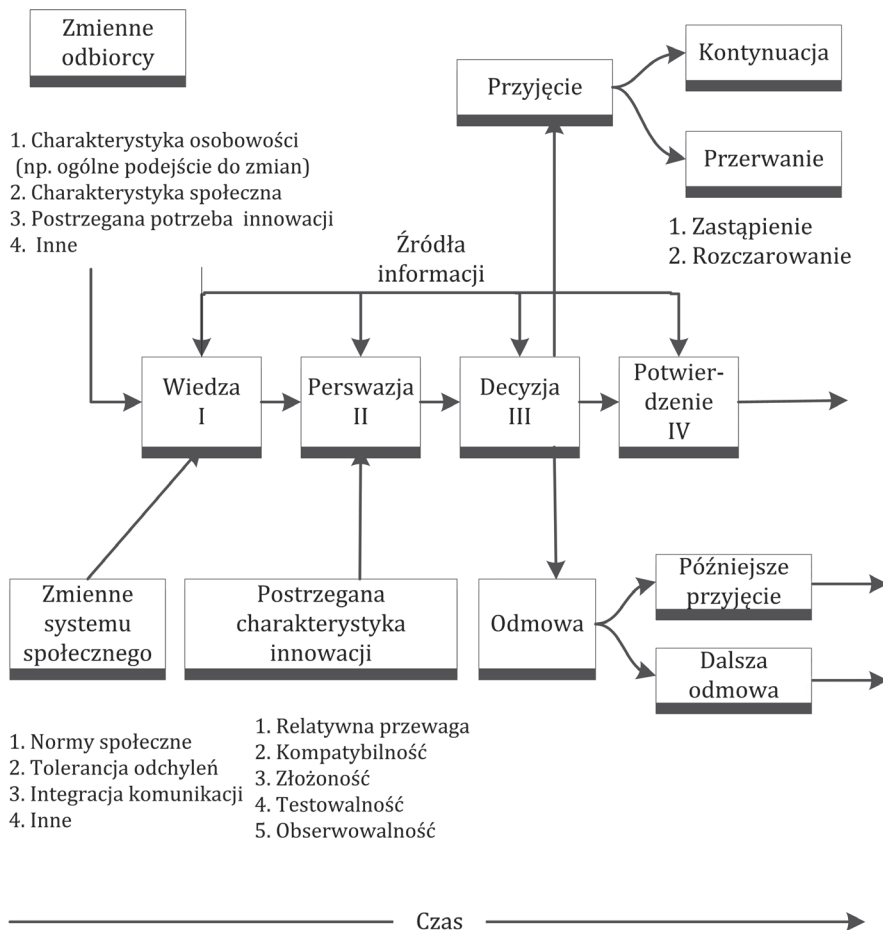 Zmienne
odbiorcy
1. Charakterystyka osobowości
(np. ogólne podejście do zmian)
2. Charakterystyka społeczna
3. Postrzegana potrzeba innowacji
4. Inne
Przyjęcie
Kontynuacja
Przerwanie
1. Zastąpienie
2. Rozczarowanie
Źródła
informacji
Wiedza
I
Perswazja
II
Decyzja
III
Potwier-
dzenie
IV
Zmienne
systemu
społecznego
Postrzegana
charakterystyka
innowacji
Odmowa
Późniejsze
przyjęcie
Dalsza
odmowa
1. Normy społeczne
2. Tolerancja odchyleń
3. Integracja komunikacji
4. Inne
1. Relatywna przewaga
2. Kompatybilność
3. Złożoność
4. Testowalność
5. Obserwowalność
Czas